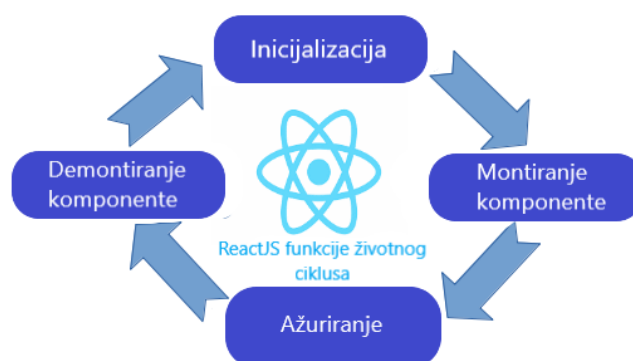 Inicijalizacija
Demontiranje
komponente
Montiranje
komponente
ReactJS funkcije životnog
ciklusa
Ažuriranje